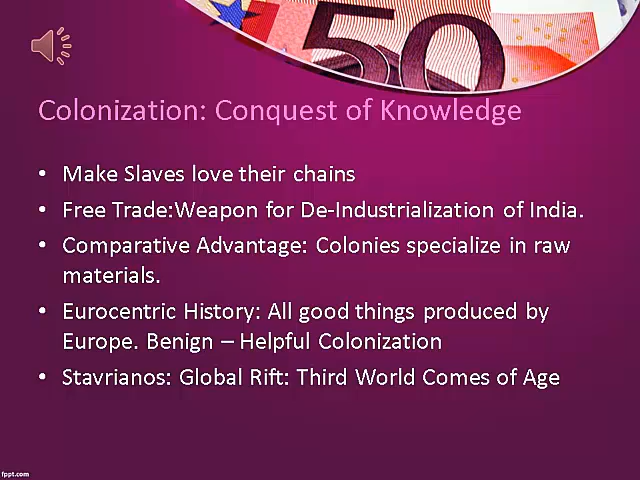 50
Colonization: Conquest of Knowledge
• Make Slaves love their chains
• Free Trade:Weapon for De-Industrialization of India.
• Comparative Advantage: Colonies specialize in raw
materials.
• Eurocentric History: All good things produced by
Europe. Benign – Helpful Colonization
• Stavrianos: Global Rift: Third World Comes of Age
fppt.com